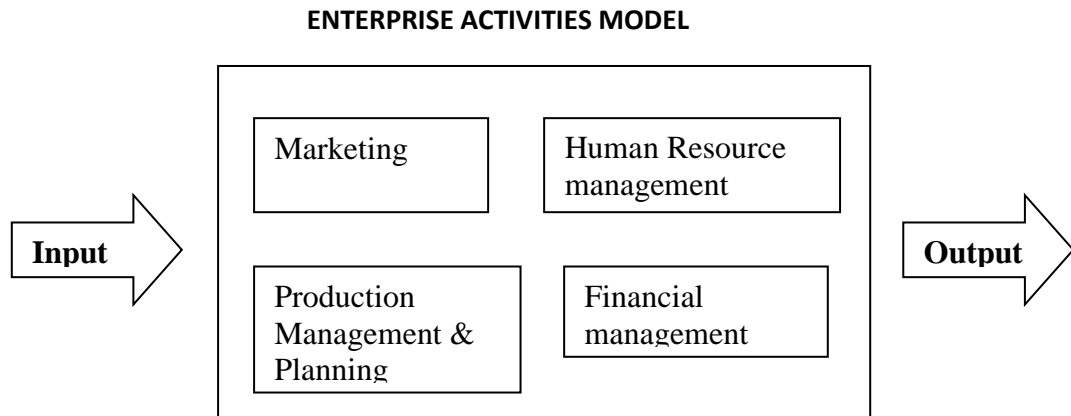 ENTERPRISE ACTIVITIES MODEL
Marketing
Human Resource
management
Input
Output
Production
Management &
Planning
Financial
management